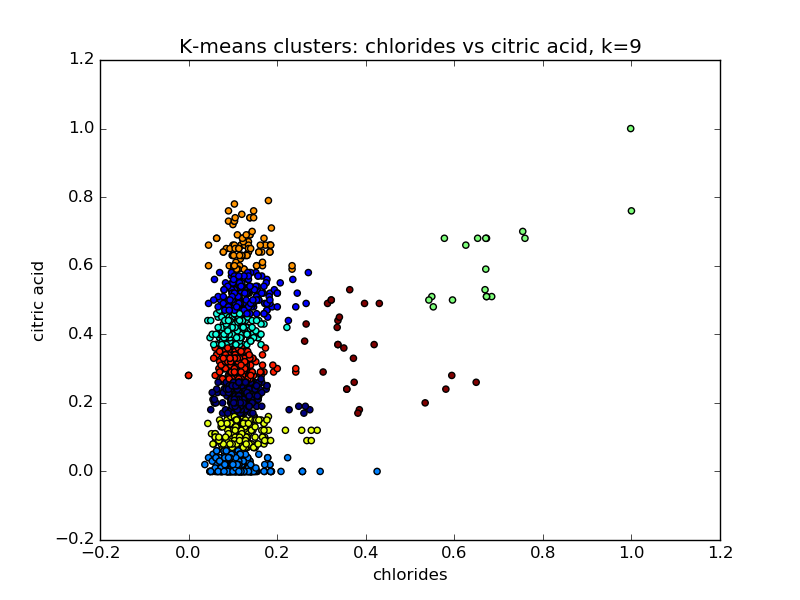 K-means clusters: chlorides vs citric acid, k=9
1.2
1.0
0.8
0.6
0.4
0.2
0.0
−0.2
citric acid
−0.2 0.0 0.2 0.4 0.6 0.8 1.0 1.2
chlorides